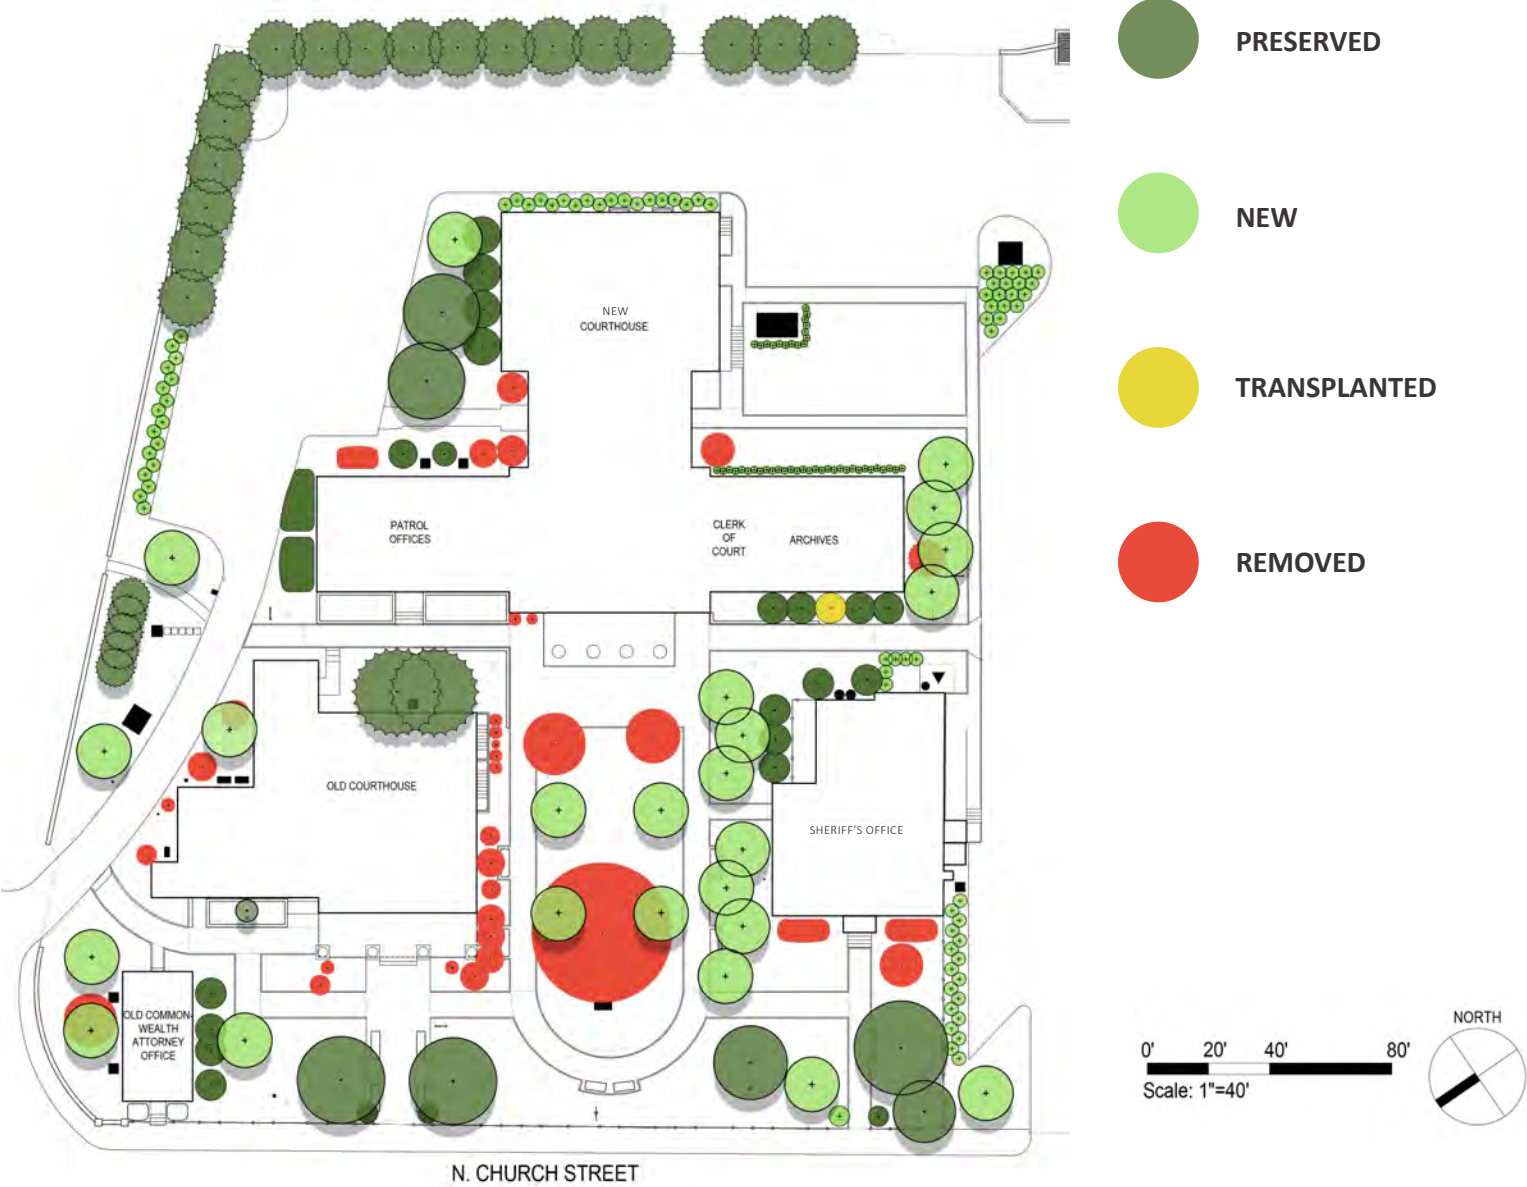 PRESERVED
NEW
TRANSPLANTED
REMOVED
NEW
COURTHOUSE
PATROL
OFFICES
CLERK
OF
COURT
ARCHIVES
OLD COURTHOUSE
SHERIFF'S OFFICE
OLD COMMON-
WEALTH
ATTORNEY
OFFICE
N. CHURCH STREET
0' 20' 40' 80'
Scale: 1"=40'
NORTH